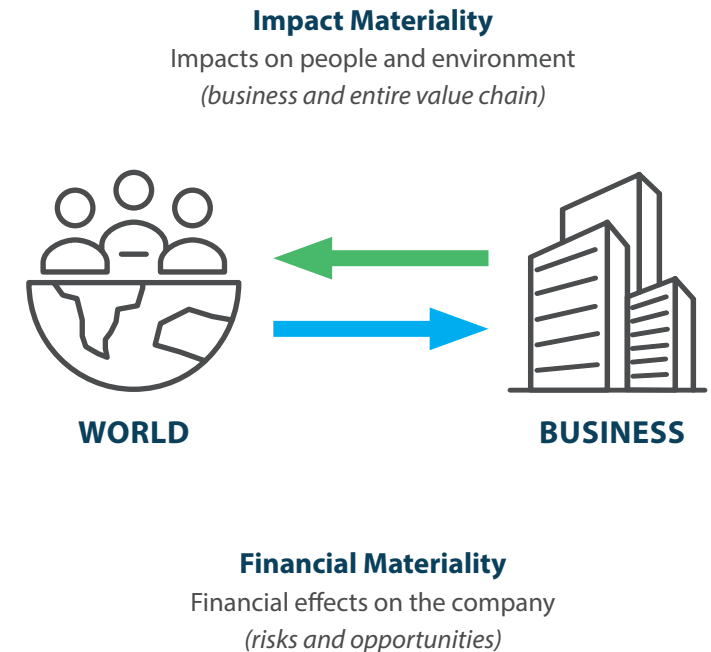 Impact Materiality
Impacts on people and environment
(business and entire value chain)
WORLD
BUSINESS
Financial Materiality
Financial effects on the company
(risks and opportunities)